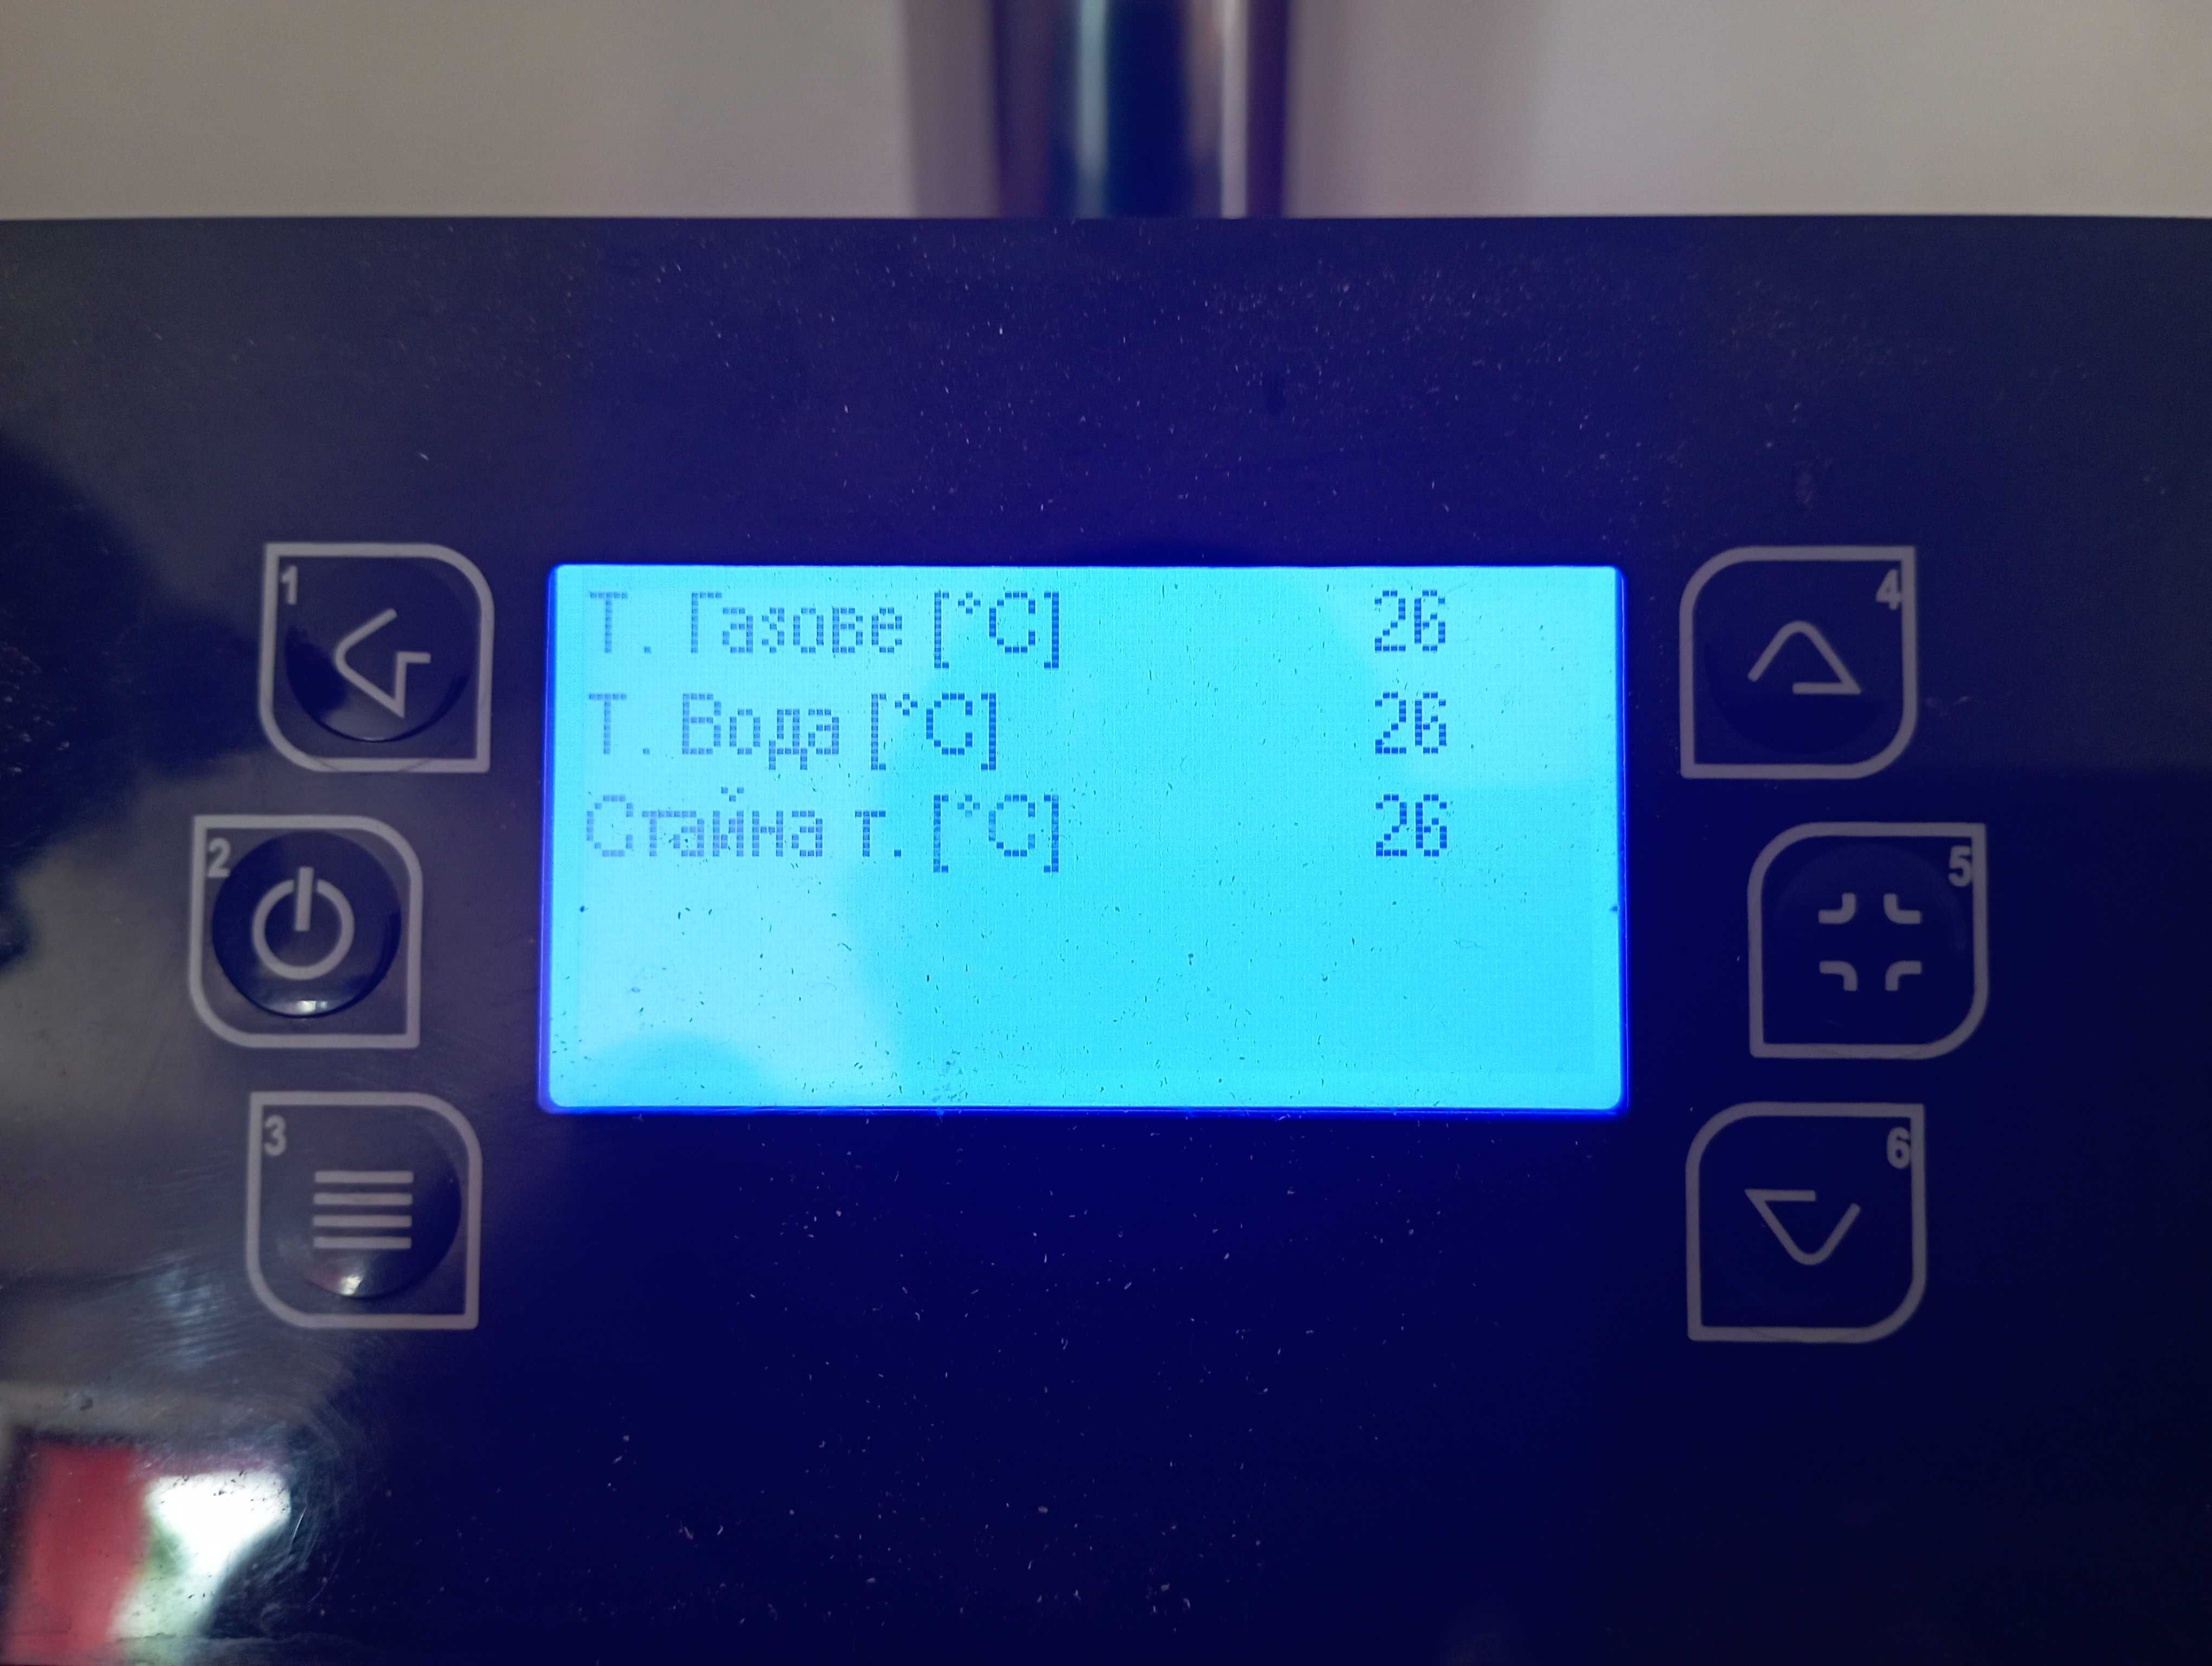 Т. Газове [°C] 26
Т. Вода [°C] 26
Стайна т. [°C] 26
1
2
3
4
5
6